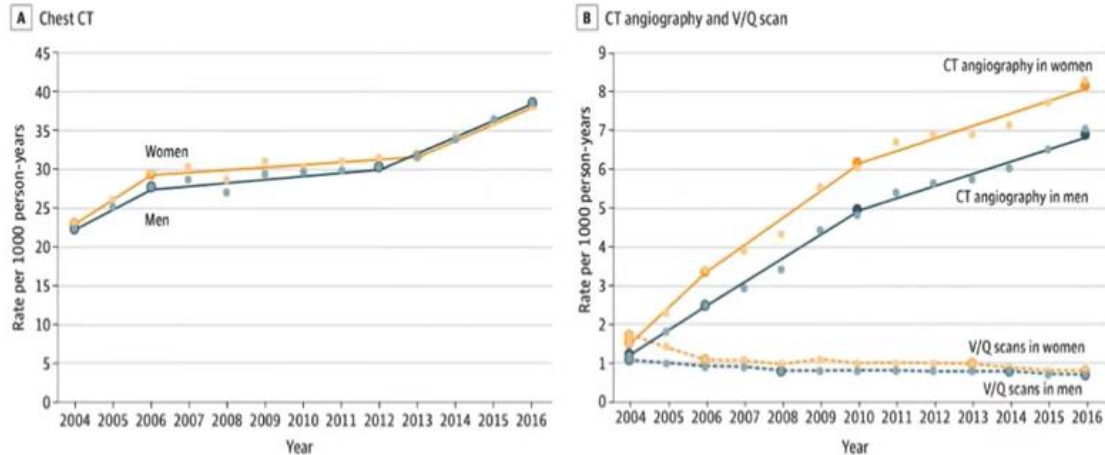 A Chest CT
45
40
35
30
25
20
15
10
5
0
Rate per 1000 person-years
Women
Men
2004 2005 2006 2007 2008 2009 2010 2011 2012 2013 2014 2015 2016
Year
B CT angiography and V/Q scan
9
8
7
6
5
4
3
2
1
0
Rate per 1000 person-years
CT angiography in women
CT angiography in men
V/Q scans in women
V/Q scans in men
2004 2005 2006 2007 2008 2009 2010 2011 2012 2013 2014 2015 2016
Year